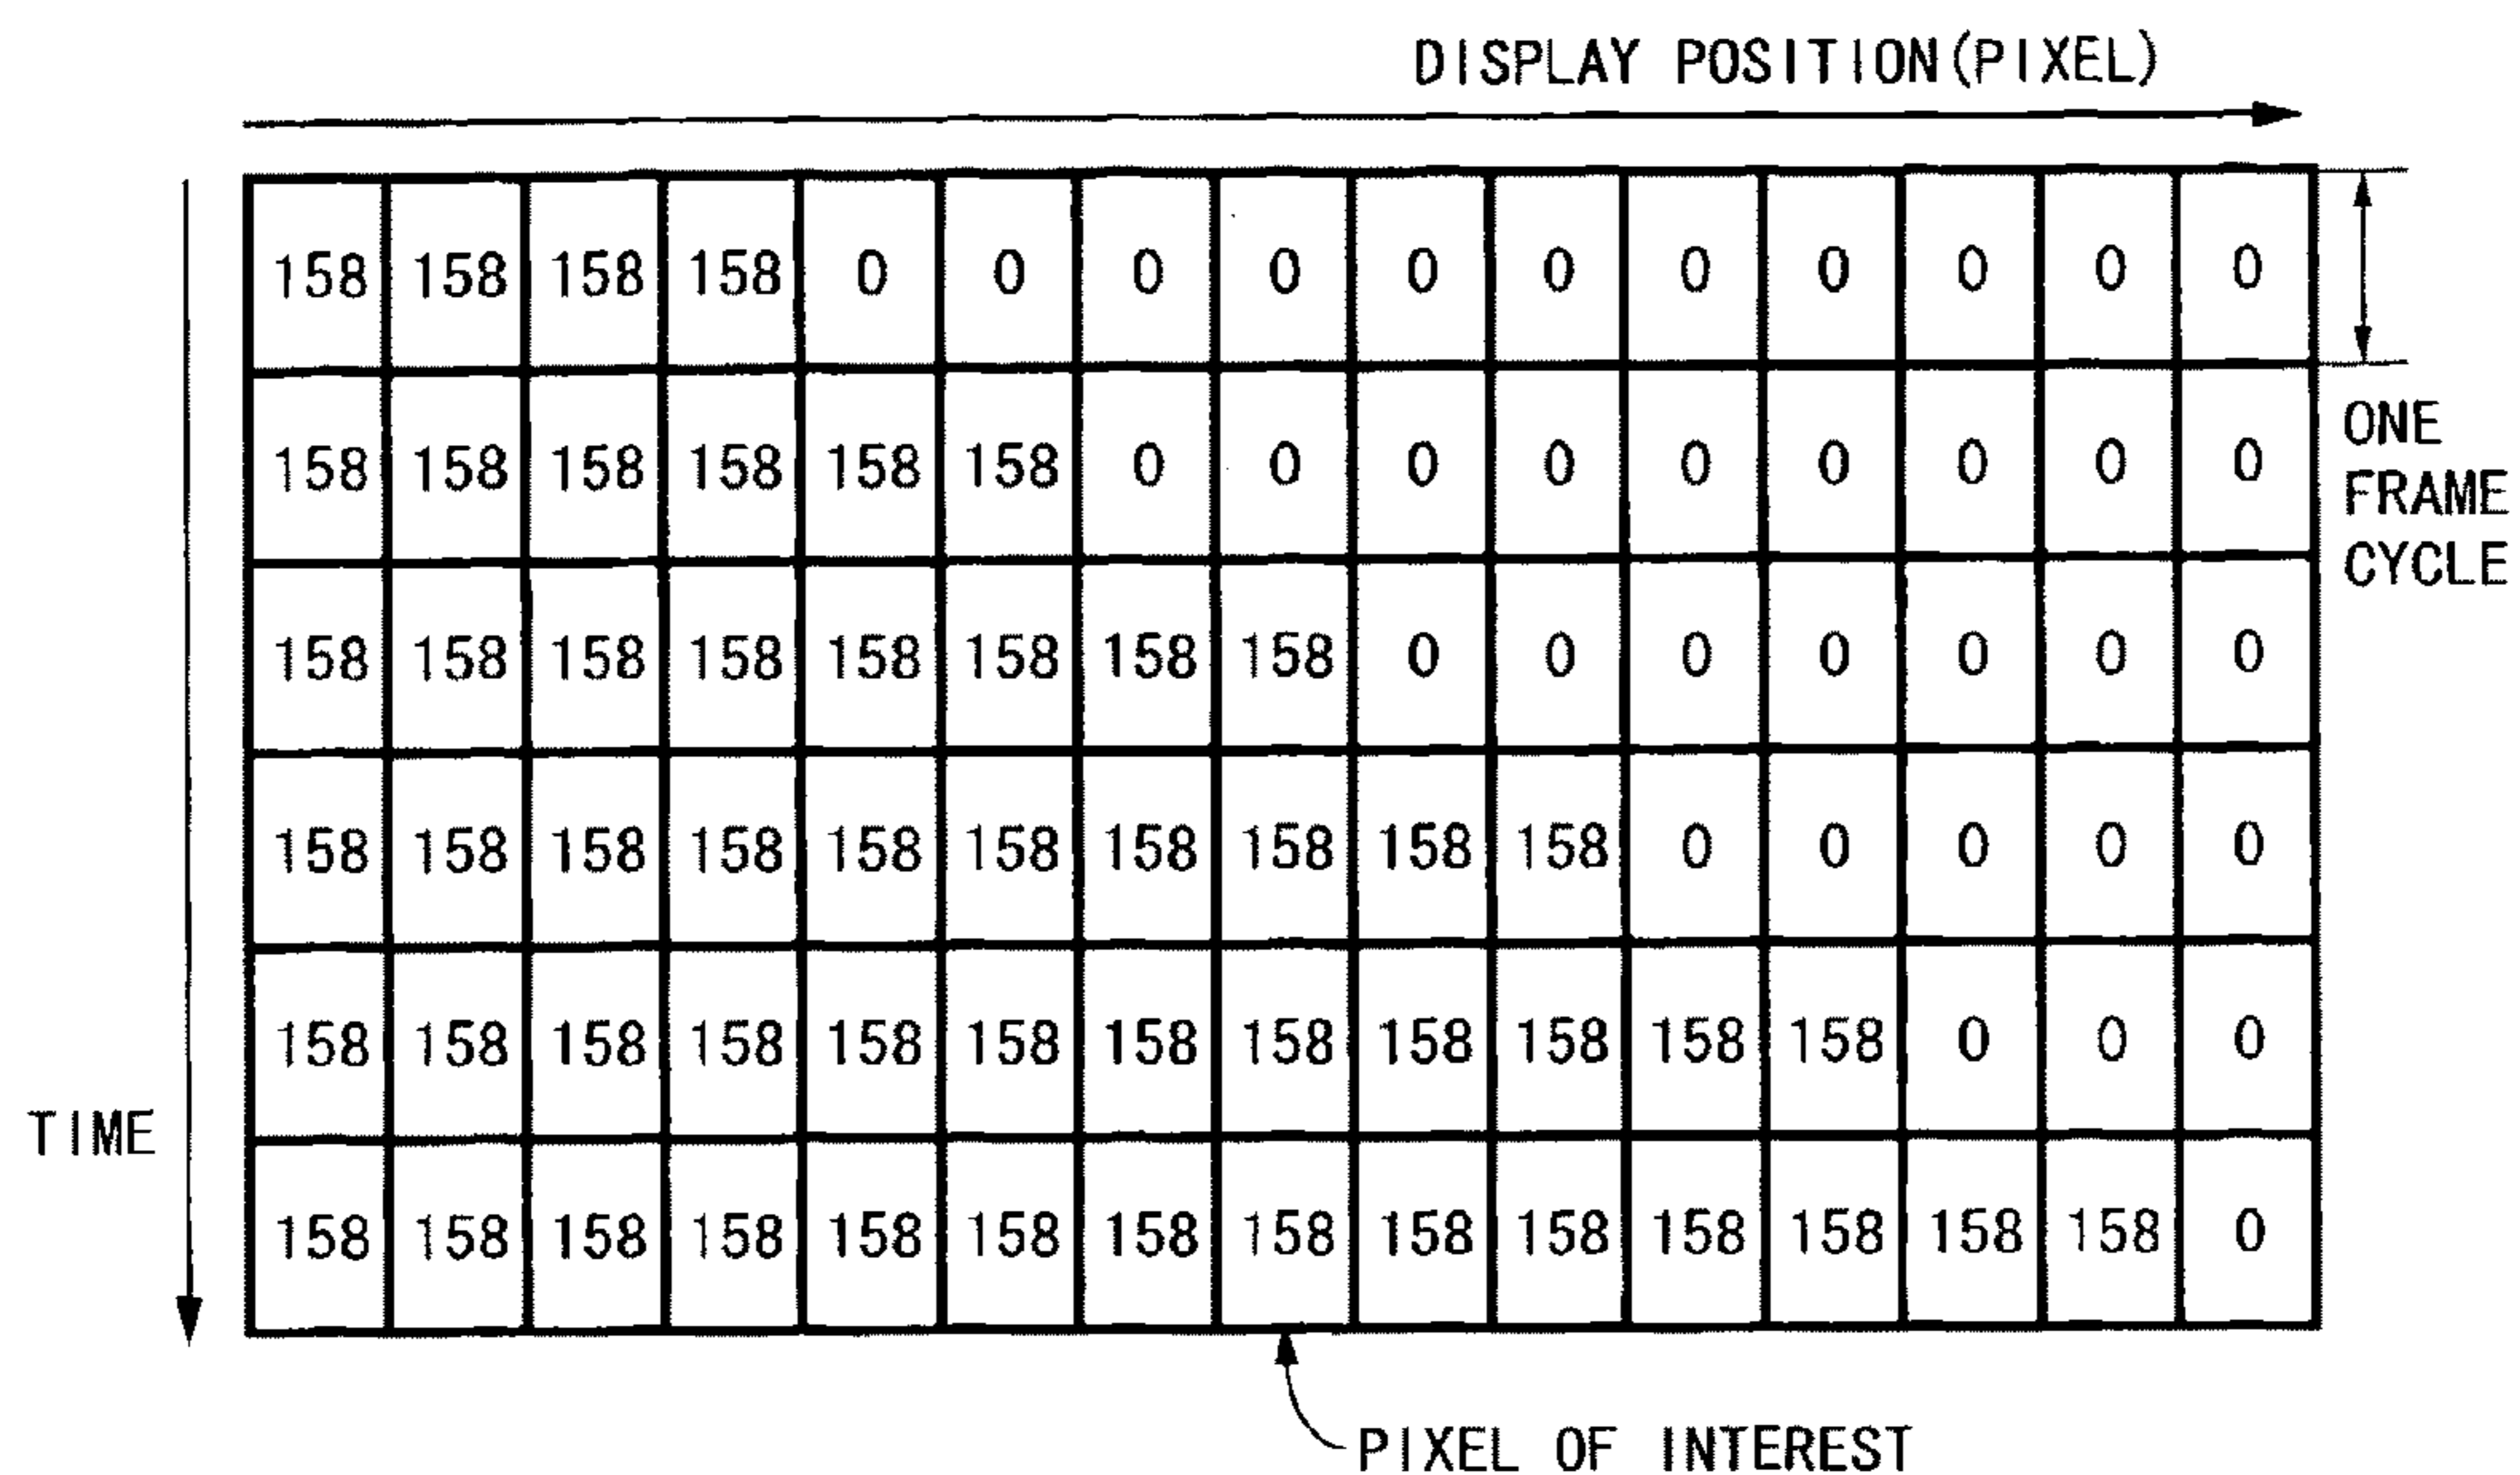 DISPLAY POSITION(PIXEL)
158 158 158 158 0 0 0 0 0 0 0 0 0 0 0
158 158 158 158 158 158 0 0 0 0 0 0 0 0 0
ONE
FRAME
CYCLE
158 158 158 158 158 158 158 158 0 0 0 0 0 0 0
158 158 158 158 158 158 158 158 158 158 0 0 0 0 0
158 158 158 158 158 158 158 158 158 158 158 158 0 0 0
TIME
158 158 158 158 158 158 158 158 158 158 158 158 158 158 0
PIXEL OF INTEREST